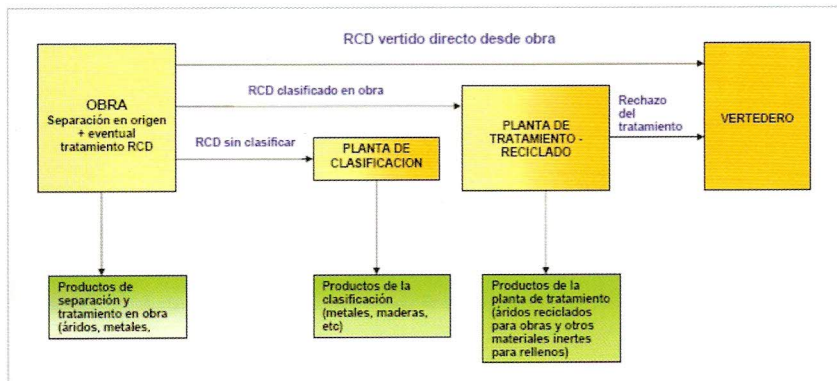 RCD vertido directo desde obra
OBRA
Separación en origen
+ eventual
tratamiento RCD
RCD clasificado en obra
RCD sin clasificar
PLANTA DE
CLASIFICACION
PLANTA DE
TRATAMIENTO -
RECICLADO
Rechazo
del
tratamiento
VERTEDERO
Productos de
separación y
tratamiento en obra
(áridos, metales,
Productos de la
clasificación
(metales, maderas,
etc)
Productos de la
planta de tratamiento
(áridos reciclados
para obras y otros
materiales inertes
para rellenos)